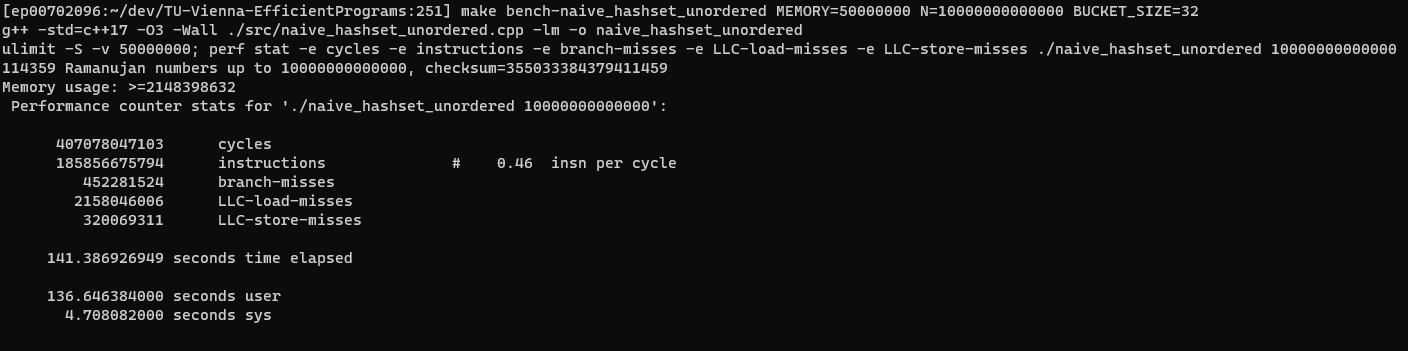 [ep00702096:~/dev/TU-Vienna-EfficientPrograms:251] make bench-naive_hashset_unordered MEMORY=50000000 N=10000000000000 BUCKET_SIZE=32
g++ -std=c++17 -O3 -Wall ./src/naive_hashset_unordered.cpp -lm -o naive_hashset_unordered
ulimit -S -v 50000000; perf stat -e cycles -e instructions -e branch-misses -e LLC-load-misses -e LLC-store-misses ./naive_hashset_unordered 10000000000000
114359 Ramanujan numbers up to 10000000000000, checksum=355033384379411459
Memory usage: >=2148398632
Performance counter stats for './naive_hashset_unordered 10000000000000':
407078047103 cycles
185856675794 instructions # 0.46 insn per cycle
452281524 branch-misses
2158046006 LLC-load-misses
320069311 LLC-store-misses
141.386926949 seconds time elapsed
136.646384000 seconds user
4.708082000 seconds sys